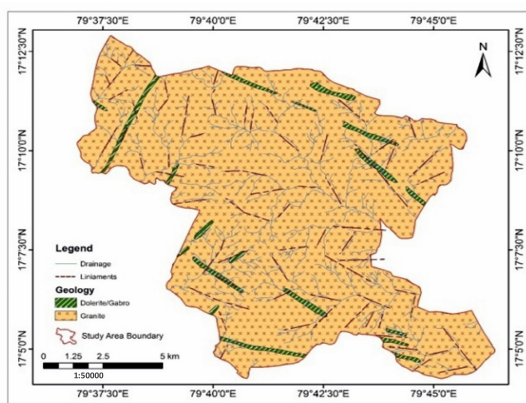 79°37'30"E 79°40'0"E 79°42'30"E 79°45'0"E
17°12'30"N 17°12'30"N
N
17°10'0"N 17°10'0"N
17°7'30"N 17°7'30"N
Legend
Drainage
Liniaments
Geology
Dolerite/Gabro
Granite
Study Area Boundary
17°5'0"N 17°5'0"N
0 1.25 2.5 5 km
1:50000
79°37'30"E 79°40'0"E 79°42'30"E 79°45'0"E